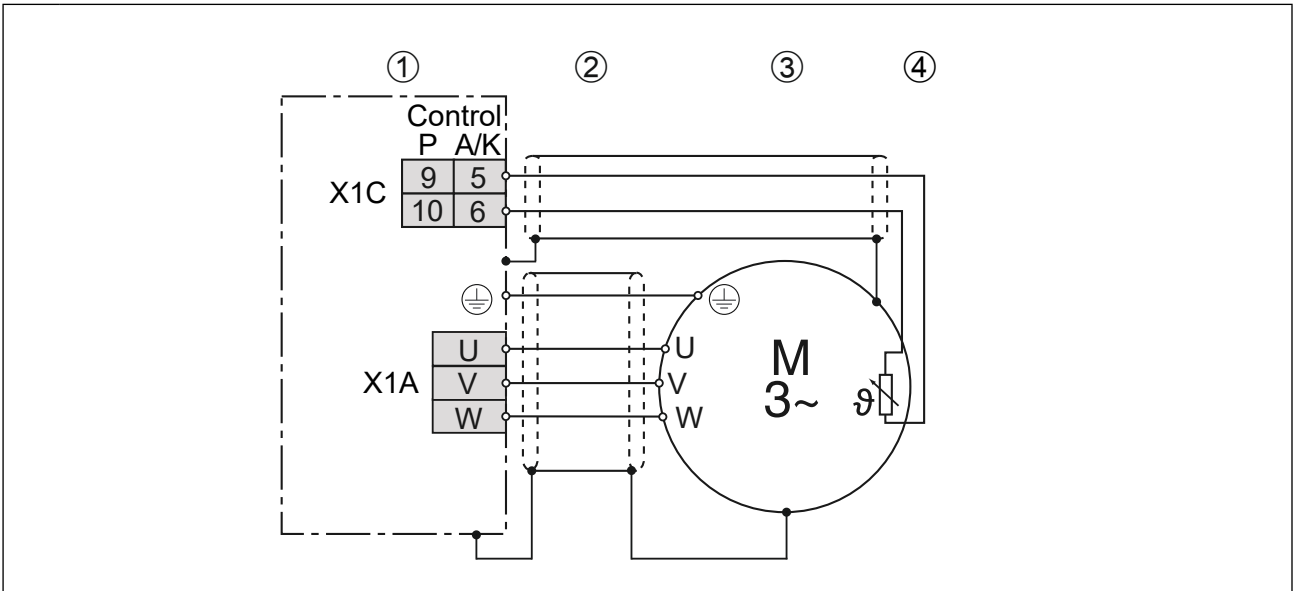 ① ② ③ ④
Control
P A/K
X1C
9 5
10 6
X1A
U
V
W
U
V
W
M
3~
ϑ